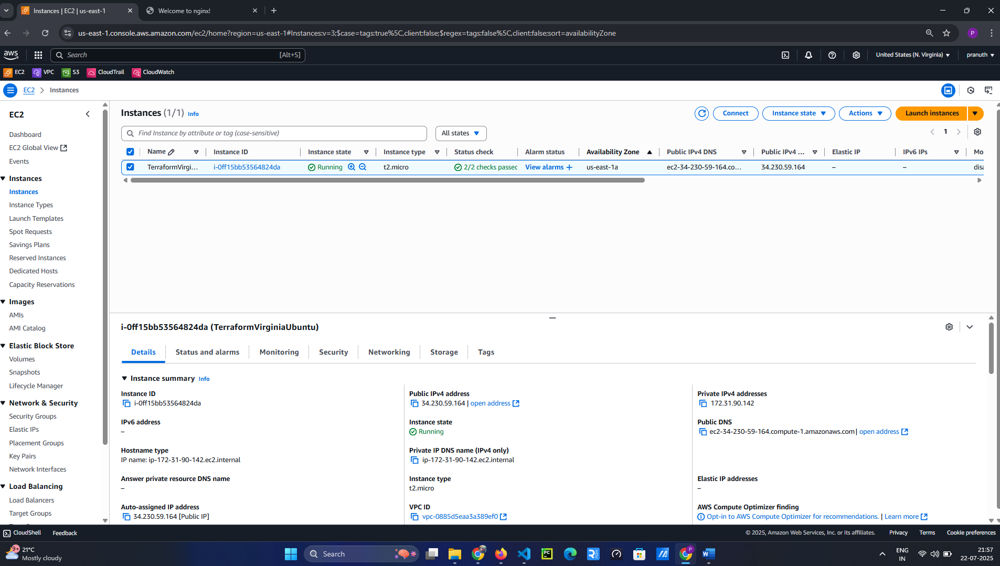 Instances | EC2 | us-east-1
Welcome to nginx!
us-east-1.console.aws.amazon.com/ec2/home?region=us-east-1#Instances:v=3;$case=tags:true%5C,client:false;$regex=tags:false%5C,client:false;sort=availabilityZone
P
aws
Search [Alt+S]
United States (N. Virginia)
pranuth
EC2
VPC
S3
CloudTrail
CloudWatch
EC2 > Instances
EC2
Dashboard
EC2 Global View
Events
Instances
Instances
Instance Types
Launch Templates
Spot Requests
Savings Plans
Reserved Instances
Dedicated Hosts
Capacity Reservations
Images
AMIs
AMI Catalog
Elastic Block Store
Volumes
Snapshots
Lifecycle Manager
Network & Security
Security Groups
Elastic IPs
Placement Groups
Key Pairs
Network Interfaces
Load Balancing
Load Balancers
Target Groups
Instances (1/1) Info
Connect
Instance state
Actions
Launch instances
Find Instance by attribute or tag (case-sensitive)
All states
1
Name Instance ID Instance state Instance type Status check Alarm status Availability Zone Public IPv4 DNS Public IPv4 ... Elastic IP IPv6 IPs Mo
TerraformVirgi... i-0ff15bb53564824da Running t2.micro 2/2 checks passec View alarms + us-east-1a ec2-34-230-59-164.co... 34.230.59.164 – – disa
i-0ff15bb53564824da (TerraformVirginiaUbuntu)
Details Status and alarms Monitoring Security Networking Storage Tags
Instance summary Info
Instance ID
i-0ff15bb53564824da
Public IPv4 address
34.230.59.164 | open address
Private IPv4 addresses
172.31.90.142
IPv6 address
–
Instance state
Running
Public DNS
ec2-34-230-59-164.compute-1.amazonaws.com | open address
Hostname type
IP name: ip-172-31-90-142.ec2.internal
Private IP DNS name (IPv4 only)
ip-172-31-90-142.ec2.internal
Answer private resource DNS name
–
Instance type
t2.micro
Elastic IP addresses
–
Auto-assigned IP address
34.230.59.164 [Public IP]
VPC ID
vpc-0885d5eaa3a389ef0
AWS Compute Optimizer finding
Opt-in to AWS Compute Optimizer for recommendations. | Learn more
CloudShell
Feedback
© 2025, Amazon Web Services, Inc. or its affiliates.
Privacy
Terms
Cookie preferences
9+
21°C
Mostly cloudy
Search
PC
P
W
ENG
IN
21:57
22-07-2025